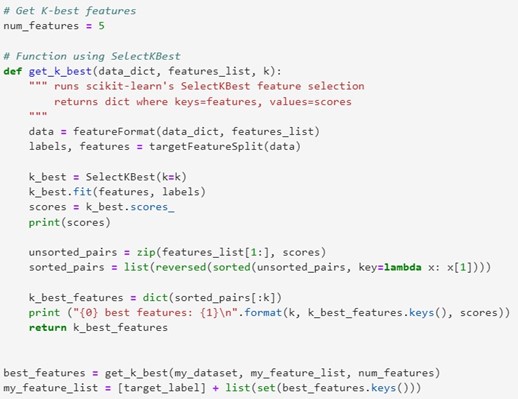 # Get K-best features
num_features = 5
# Function using SelectKBest
def get_k_best(data_dict, features_list, k):
""" runs scikit-learn's SelectKBest feature selection
returns dict where keys=features, values=scores
"""
data = featureFormat(data_dict, features_list)
labels, features = targetFeatureSplit(data)
k_best = SelectKBest(k=k)
k_best.fit(features, labels)
scores = k_best.scores_
print(scores)
unsorted_pairs = zip(features_list[1:], scores)
sorted_pairs = list(reversed(sorted(unsorted_pairs, key=lambda x: x[1])))
k_best_features = dict(sorted_pairs[:k])
print ("{0} best features: {1}\n".format(k, k_best_features.keys(), scores))
return k_best_features
best_features = get_k_best(my_dataset, my_feature_list, num_features)
my_feature_list = [target_label] + list(set(best_features.keys()))